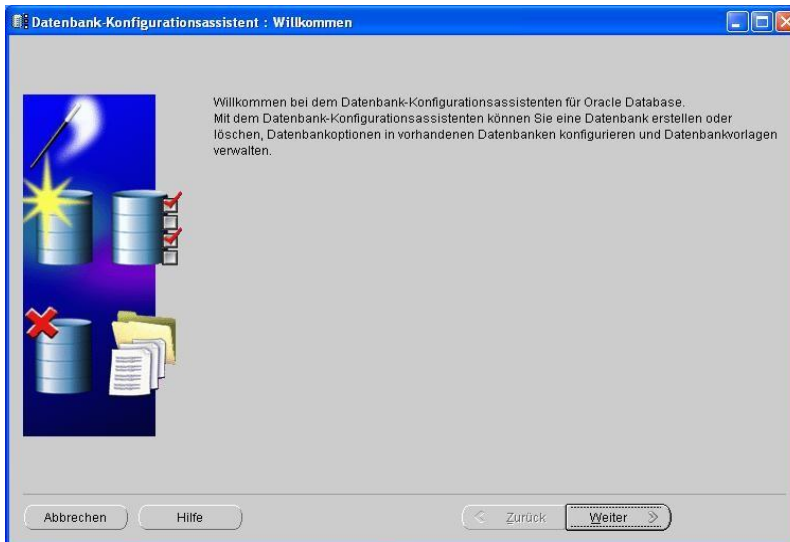 Datenbank-Konfigurationsassistent : Willkommen
Willkommen bei dem Datenbank-Konfigurationsassistenten für Oracle Database.
Mit dem Datenbank-Konfigurationsassistenten können Sie eine Datenbank erstellen oder
löschen, Datenbankoptionen in vorhandenen Datenbanken konfigurieren und Datenbankvorlagen
verwalten.
Abbrechen
Hilfe
Zurück
Weiter